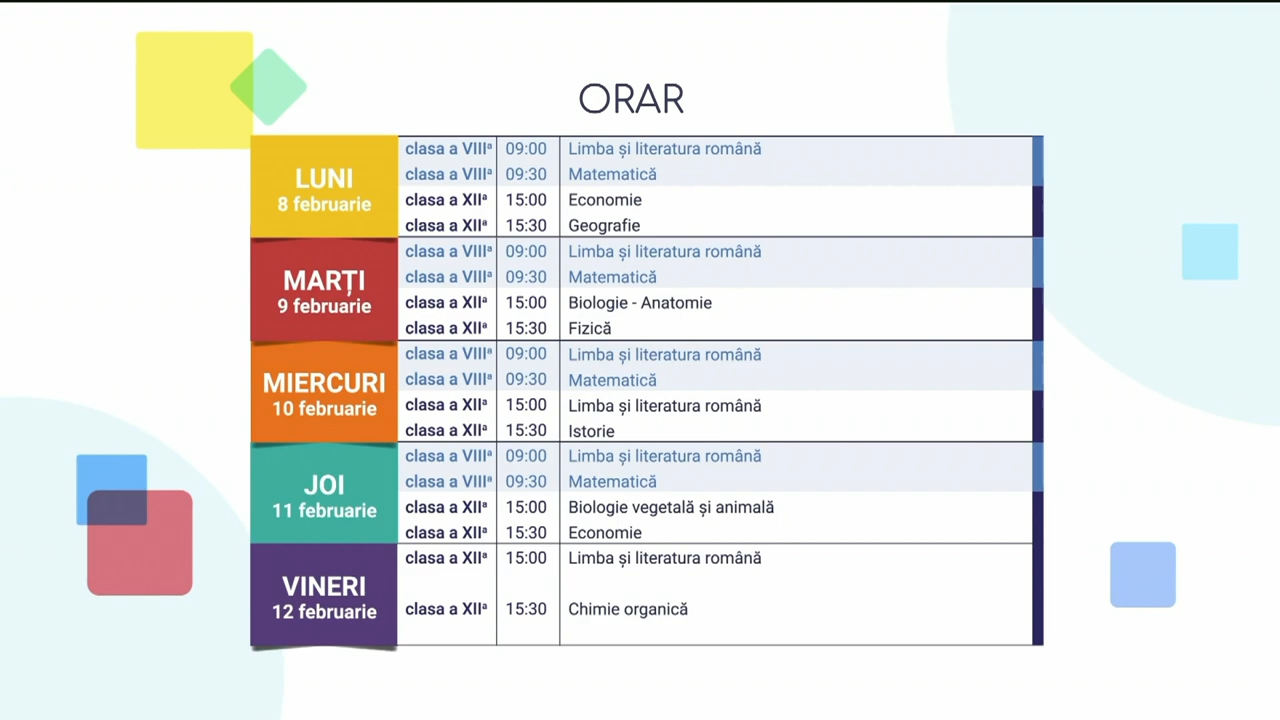 ORAR
LUNI
8 februarie
clasa a VIIIª 09:00 Limba și literatura română
clasa a VIIIª 09:30 Matematică
clasa a XIIª 15:00 Economie
clasa a XIIª 15:30 Geografie
MARȚI
9 februarie
clasa a VIIIª 09:00 Limba și literatura română
clasa a VIIIª 09:30 Matematică
clasa a XIIª 15:00 Biologie - Anatomie
clasa a XIIª 15:30 Fizică
MIERCURI
10 februarie
clasa a VIIIª 09:00 Limba și literatura română
clasa a VIIIª 09:30 Matematică
clasa a XIIª 15:00 Limba și literatura română
clasa a XIIª 15:30 Istorie
JOI
11 februarie
clasa a VIIIª 09:00 Limba și literatura română
clasa a VIIIª 09:30 Matematică
clasa a XIIª 15:00 Biologie vegetală și animală
clasa a XIIª 15:30 Economie
VINERI
12 februarie
clasa a XIIª 15:00 Limba și literatura română
clasa a XIIª 15:30 Chimie organică